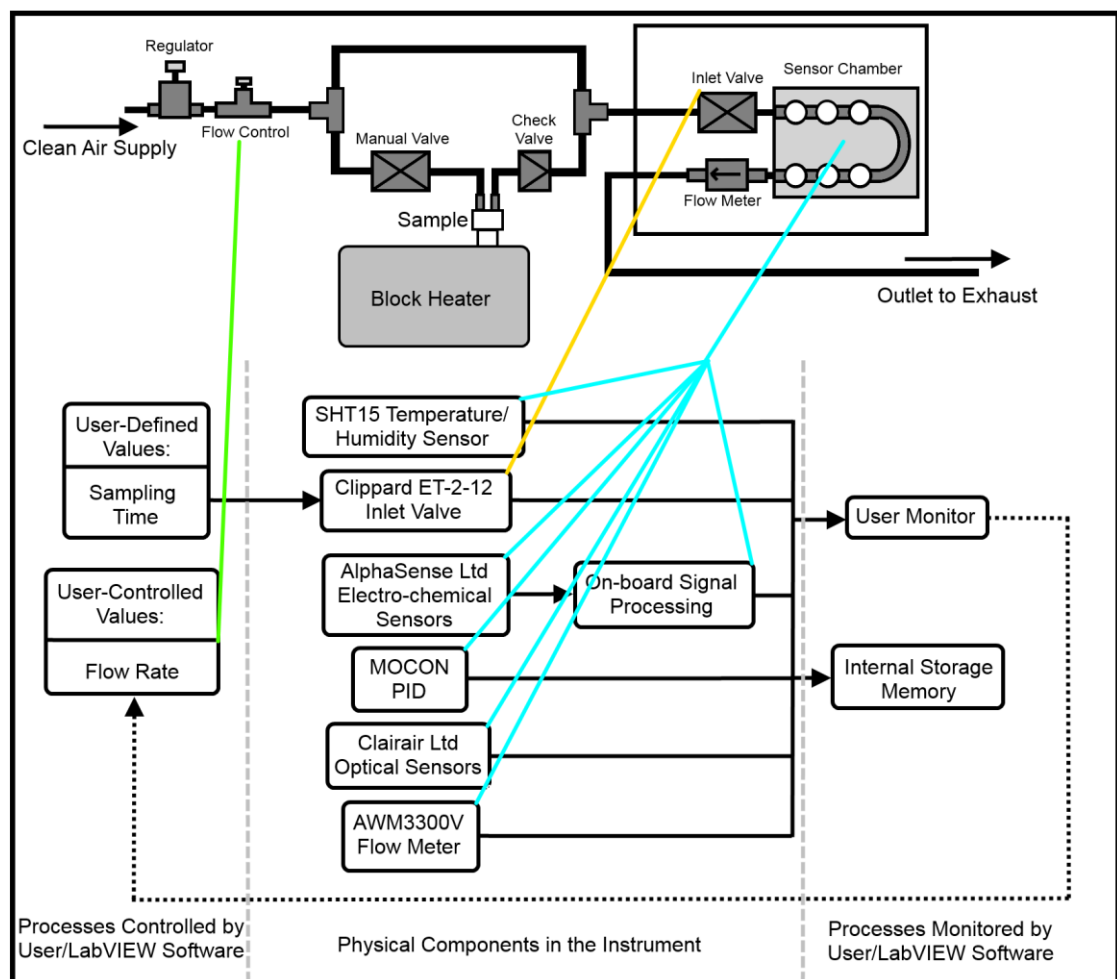 Regulator
Inlet Valve
Sensor Chamber
Clean Air Supply
Flow Control
Manual Valve
Check
Valve
Sample
Flow Meter
Block Heater
Outlet to Exhaust
User-Defined
Values:
Sampling
Time
User-Controlled
Values:
Flow Rate
SHT15 Temperature/
Humidity Sensor
Clippard ET-2-12
Inlet Valve
AlphaSense Ltd
Electro-chemical
Sensors
On-board Signal
Processing
MOCON
PID
Clairair Ltd
Optical Sensors
AWM3300V
Flow Meter
User Monitor
Internal Storage
Memory
Processes Controlled by
User/LabVIEW Software
Physical Components in the Instrument
Processes Monitored by
User/LabVIEW Software